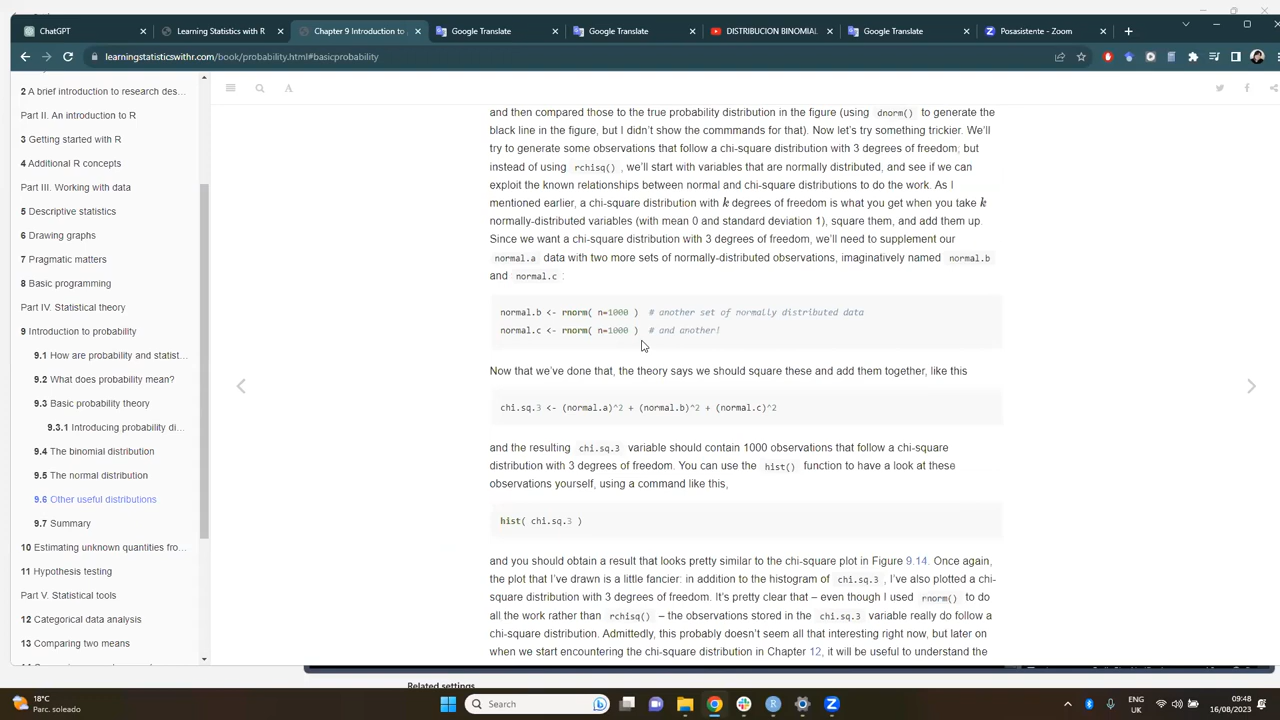 ChatGPT
Learning Statistics with R
Chapter 9 Introduction to
Google Translate
Google Translate
DISTRIBUCION BINOMIAL
Google Translate
Posasistente - Zoom
learningstatisticswithr.com/book/probability.html#basicprobability
2 A brief introduction to research des...
Part II. An introduction to R
3 Getting started with R
4 Additional R concepts
Part III. Working with data
5 Descriptive statistics
6 Drawing graphs
7 Pragmatic matters
8 Basic programming
Part IV. Statistical theory
9 Introduction to probability
9.1 How are probability and statist...
9.2 What does probability mean?
9.3 Basic probability theory
9.3.1 Introducing probability di...
9.4 The binomial distribution
9.5 The normal distribution
9.6 Other useful distributions
9.7 Summary
10 Estimating unknown quantities fro...
11 Hypothesis testing
Part V. Statistical tools
12 Categorical data analysis
13 Comparing two means
and then compared those to the true probability distribution in the figure (using dnorm() to generate the
black line in the figure, but I didn't show the commmands for that). Now let's try something trickier. We'll
try to generate some observations that follow a chi-square distribution with 3 degrees of freedom, but
instead of using rchisq() , we'll start with variables that are normally distributed, and see if we can
exploit the known relationships between normal and chi-square distributions to do the work. As I
mentioned earlier, a chi-square distribution with k degrees of freedom is what you get when you take k
normally-distributed variables (with mean 0 and standard deviation 1), square them, and add them up.
Since we want a chi-square distribution with 3 degrees of freedom, we'll need to supplement our
normal.a data with two more sets of normally-distributed observations, imaginatively named normal.b
and normal.c :
normal.b <- rnorm( n=1000 ) # another set of normally distributed data
normal.c <- rnorm( n=1000 ) # and another!
Now that we've done that, the theory says we should square these and add them together, like this
chi.sq.3 <- (normal.a)^2 + (normal.b)^2 + (normal.c)^2
and the resulting chi.sq.3 variable should contain 1000 observations that follow a chi-square
distribution with 3 degrees of freedom. You can use the hist() function to have a look at these
observations yourself, using a command like this,
hist( chi.sq.3 )
and you should obtain a result that looks pretty similar to the chi-square plot in Figure 9.14. Once again,
the plot that I've drawn is a little fancier: in addition to the histogram of chi.sq.3 , I've also plotted a chi-
square distribution with 3 degrees of freedom. It's pretty clear that – even though I used rnorm() to do
all the work rather than rchisq() – the observations stored in the chi.sq.3 variable really do follow a
chi-square distribution. Admittedly, this probably doesn't seem all that interesting right now, but later on
when we start encountering the chi-square distribution in Chapter 12, it will be useful to understand the
Related settings
18°C
Parc. soleado
Search
ENG
UK
09:48
16/08/2023